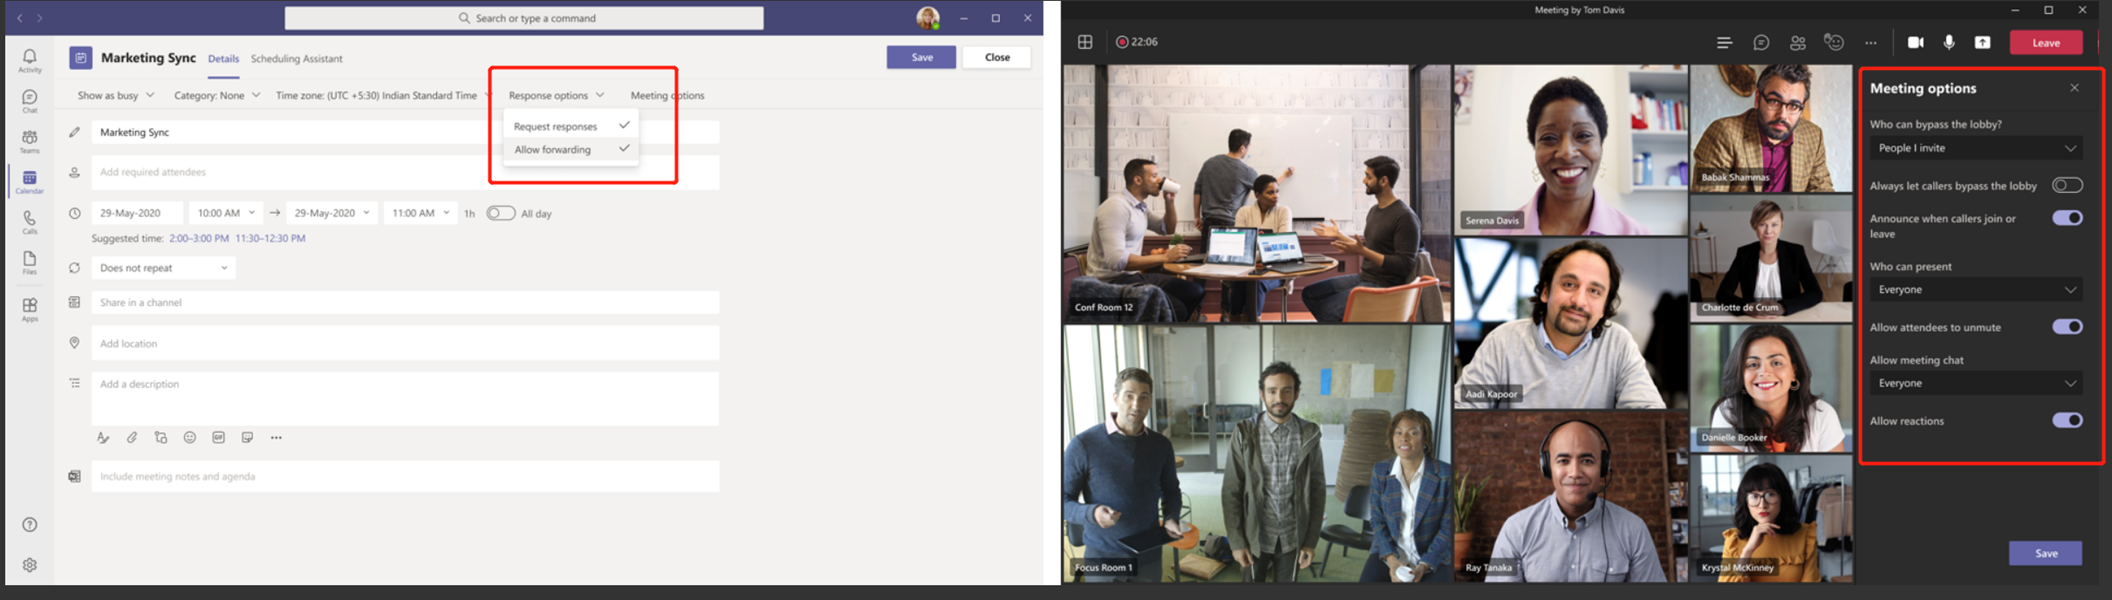 Search or type a command
Activity
Chat
Teams
Calendar
Calls
Files
Apps
Marketing Sync
Details
Scheduling Assistant
Save
Close
Show as busy
Category: None
Time zone: (UTC +5:30) Indian Standard Time
Response options
Meeting options
Request responses
Allow forwarding
Marketing Sync
Add required attendees
29-May-2020
10:00 AM
29-May-2020
11:00 AM
1h
All day
Suggested time: 2:00–3:00 PM 11:30–12:30 PM
Does not repeat
Share in a channel
Add location
Add a description
GIF
Include meeting notes and agenda
Meeting by Tom Davis
22:06
Leave
Conf Room 12
Serena Davis
Babak Shammas
Charlotte de Crum
Aadi Kapoor
Danielle Booker
Focus Room 1
Ray Tanaka
Krystal McKinney
Meeting options
Who can bypass the lobby?
People I invite
Always let callers bypass the lobby
Announce when callers join or
leave
Who can present
Everyone
Allow attendees to unmute
Allow meeting chat
Everyone
Allow reactions
Save